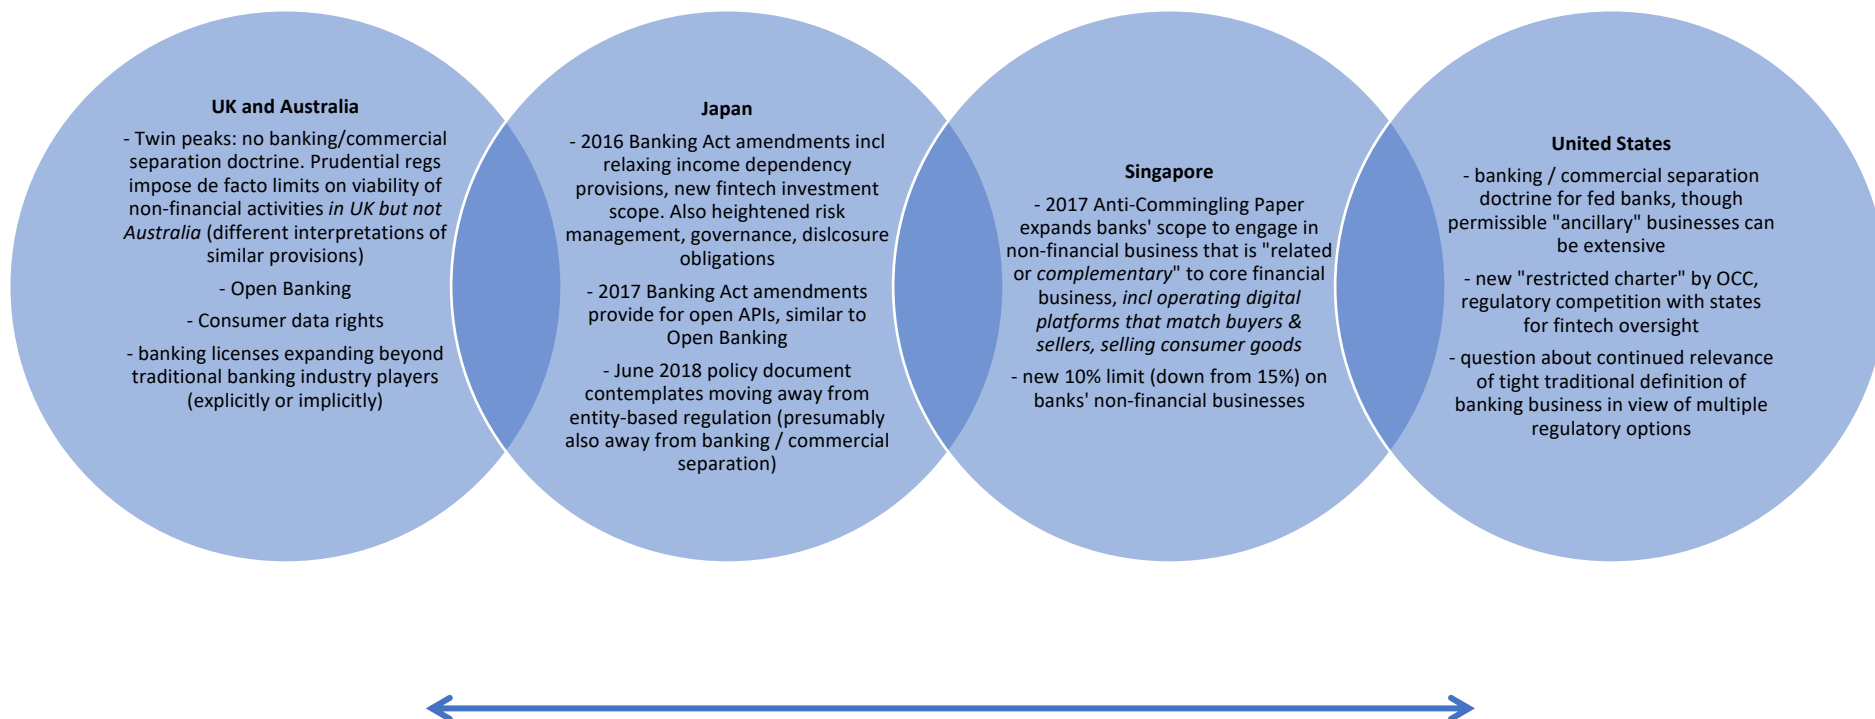 UK and Australia
- Twin peaks: no banking/commercial
separation doctrine. Prudential regs
impose de facto limits on viability of
non-financial activities in UK but not
Australia (different interpretations of
similar provisions)
- Open Banking
- Consumer data rights
- banking licenses expanding beyond
traditional banking industry players
(explicitly or implicitly)
Japan
- 2016 Banking Act amendments incl
relaxing income dependency
provisions, new fintech investment
scope. Also heightened risk
management, governance, dislcosure
obligations
- 2017 Banking Act amendments
provide for open APIs, similar to
Open Banking
- June 2018 policy document
contemplates moving away from
entity-based regulation (presumably
also away from banking / commercial
separation)
Singapore
- 2017 Anti-Commingling Paper
expands banks' scope to engage in
non-financial business that is "related
or complementary" to core financial
business, incl operating digital
platforms that match buyers &
sellers, selling consumer goods
- new 10% limit (down from 15%) on
banks' non-financial businesses
United States
- banking / commercial separation
doctrine for fed banks, though
permissible "ancillary" businesses can
be extensive
- new "restricted charter" by OCC,
regulatory competition with states
for fintech oversight
- question about continued relevance
of tight traditional definition of
banking business in view of multiple
regulatory options